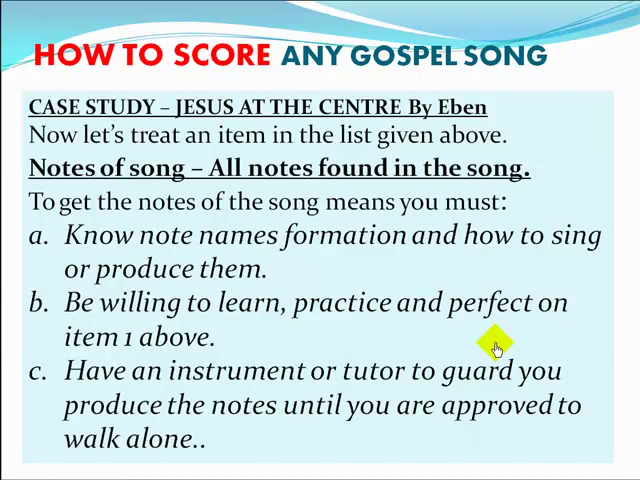 HOW TO SCORE ANY GOSPEL SONG
CASE STUDY – JESUS AT THE CENTRE By Eben
Now let's treat an item in the list given above.
Notes of song – All notes found in the song.
To get the notes of the song means you must:
a. Know note names formation and how to sing
or produce them.
b. Be willing to learn, practice and perfect on
item 1 above.
c. Have an instrument or tutor to guard you
produce the notes until you are approved to
walk alone..